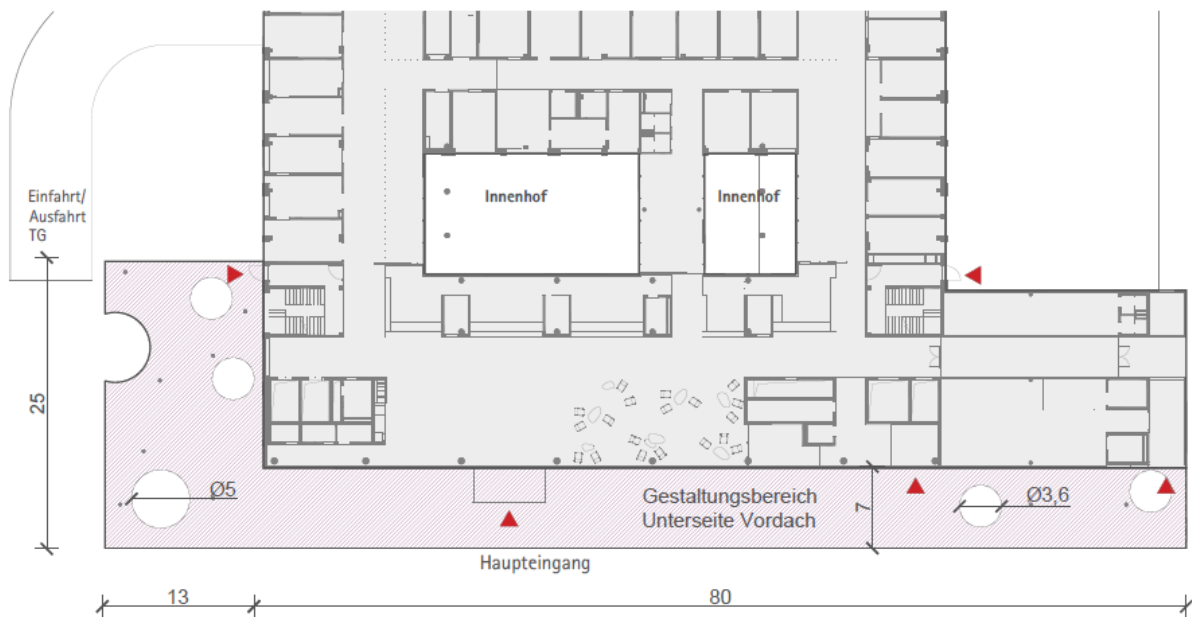 Innenhof
Innenhof
Einfahrt/
Ausfahrt
TG
25
Ø5
Gestaltungsbereich
Unterseite Vordach
7
Ø3,6
Haupteingang
13
80